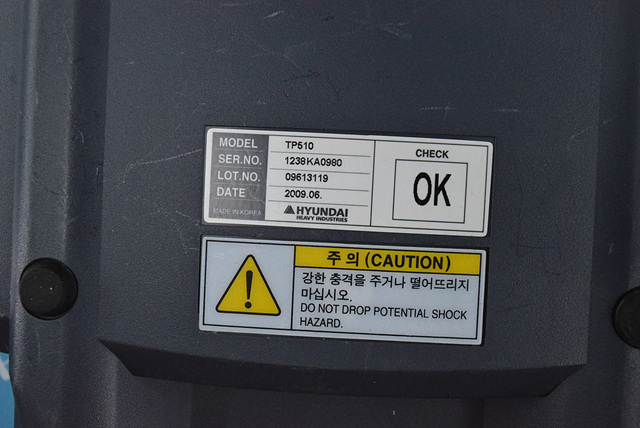 MODEL TP510
SER.NO. 1238KA0980
LOT.NO. 09613119
DATE 2009.06.
MADE IN KOREA
HYUNDAI
HEAVY INDUSTRIES
CHECK
OK
주 의 (CAUTION)
강한 충격을 주거나 떨어뜨리지
마십시오.
DO NOT DROP POTENTIAL SHOCK
HAZARD.